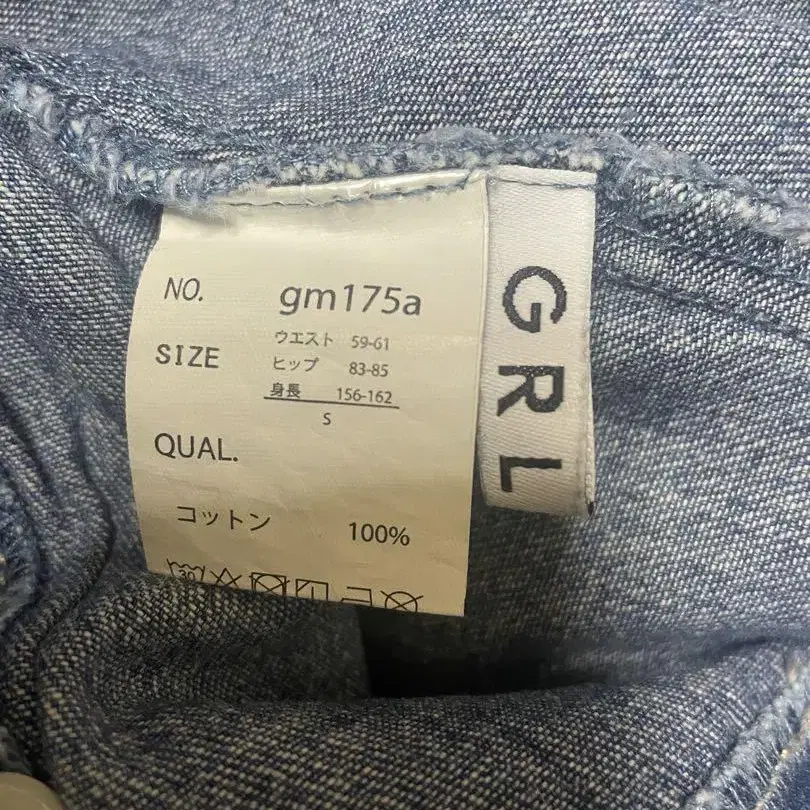 NO. gm175a
SIZE ウエスト 59-61
ヒップ 83-85
身長 156-162
S
QUAL.
コットン 100%
30
GRL